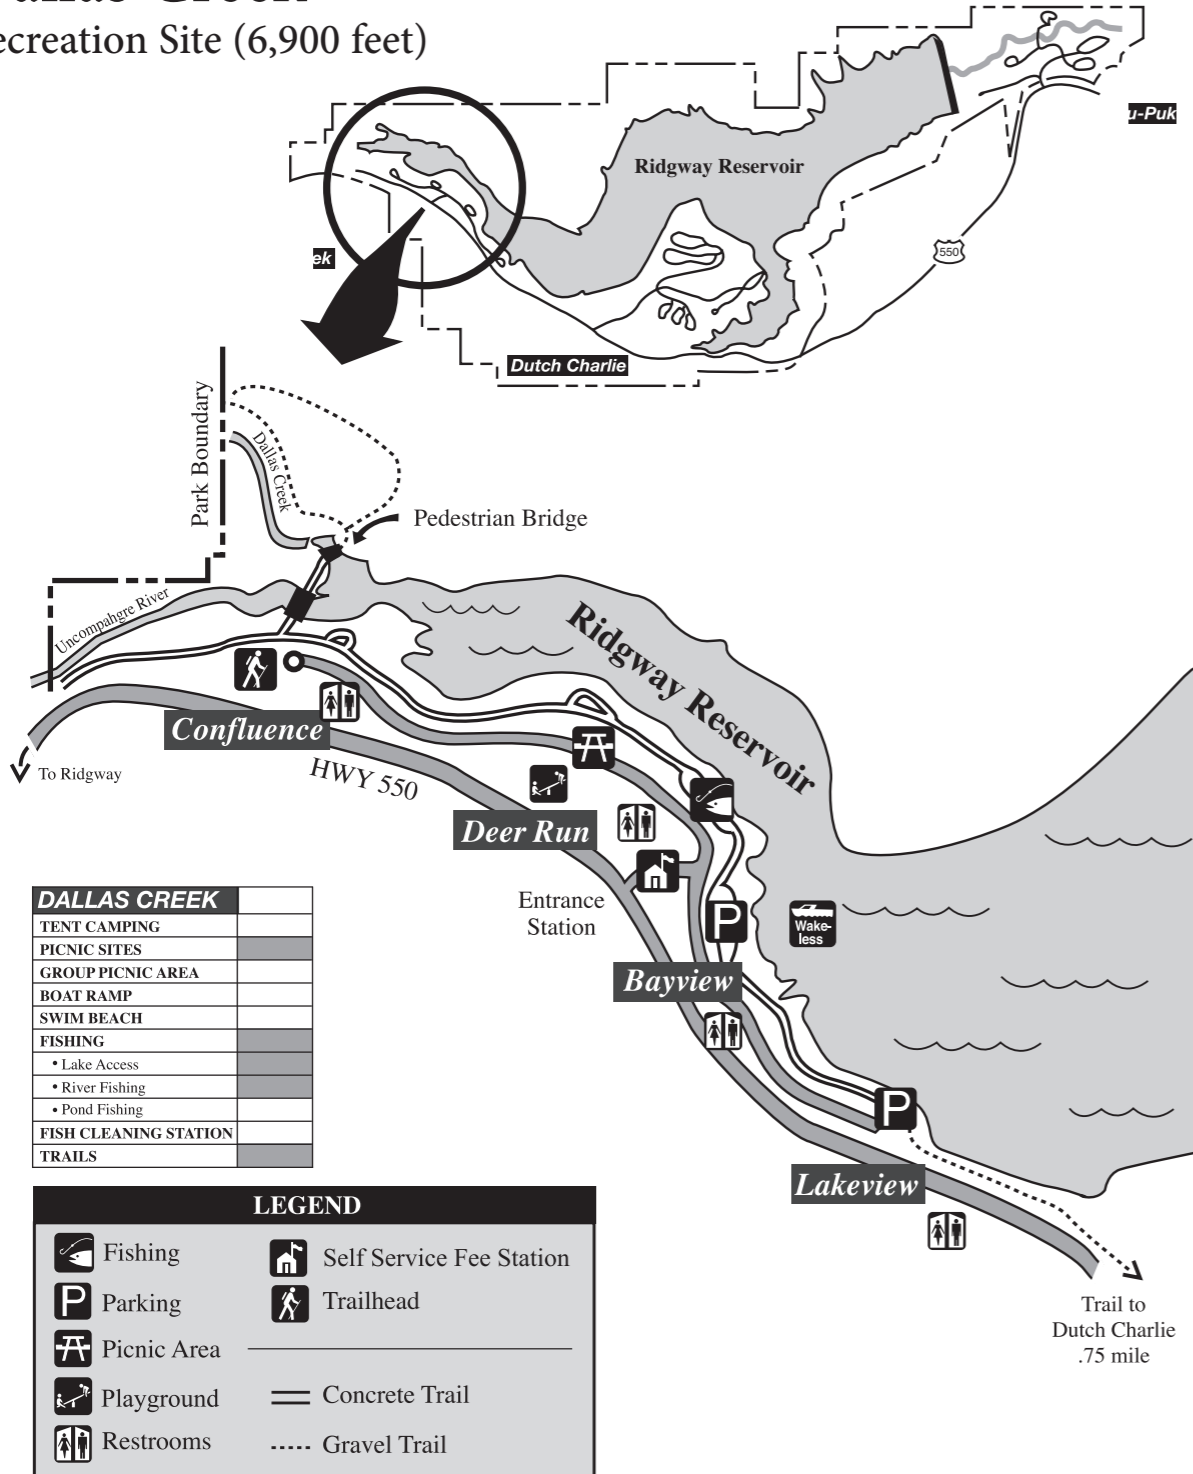 ecreation Site (6,900 feet)
u-Puk
Ridgway Reservoir
550
ek
Dutch Charlie
Park Boundary
Dallas Creek
Pedestrian Bridge
Uncompahgre River
Ridgway Reservoir
Confluence
To Ridgway
HWY 550
Deer Run
Entrance
Station
P
Wake-
less
Bayview
P
Lakeview
Trail to
Dutch Charlie
.75 mile
DALLAS CREEK
TENT CAMPING
PICNIC SITES
GROUP PICNIC AREA
BOAT RAMP
SWIM BEACH
FISHING
• Lake Access
• River Fishing
• Pond Fishing
FISH CLEANING STATION
TRAILS
LEGEND
Fishing
Self Service Fee Station
P Parking
Trailhead
Picnic Area
Playground
Concrete Trail
Restrooms
Gravel Trail